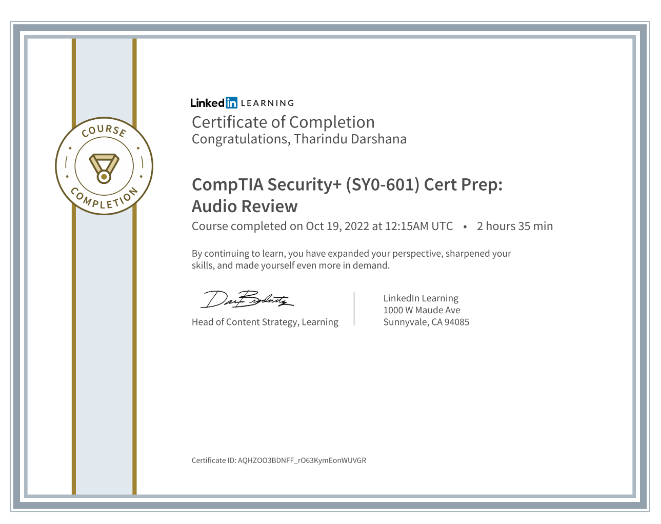 COURSE
COMPLETION
Linked in LEARNING
Certificate of Completion
Congratulations, Tharindu Darshana
CompTIA Security+ (SY0-601) Cert Prep:
Audio Review
Course completed on Oct 19, 2022 at 12:15AM UTC • 2 hours 35 min
By continuing to learn, you have expanded your perspective, sharpened your
skills, and made yourself even more in demand.
Head of Content Strategy, Learning
LinkedIn Learning
1000 W Maude Ave
Sunnyvale, CA 94085
Certificate ID: AQHZOO3BDNFF_rO63KymEonWUVGR